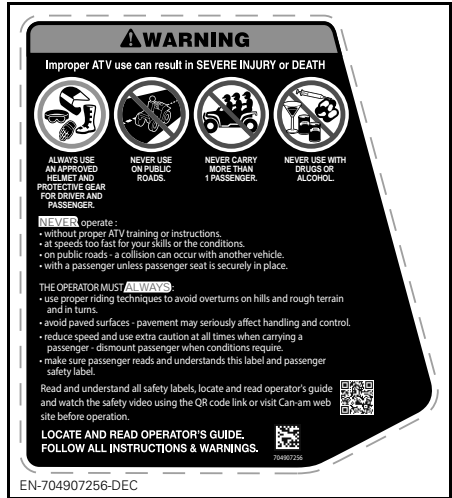 WARNING
Improper ATV use can result in SEVERE INJURY or DEATH
ALWAYS USE
AN APPROVED
HELMET AND
PROTECTIVE GEAR
FOR DRIVER AND
PASSENGER.
NEVER USE
ON PUBLIC
ROADS.
NEVER CARRY
MORE THAN
1 PASSENGER.
NEVER USE WITH
DRUGS OR
ALCOHOL.
NEVER operate :
• without proper ATV training or instructions.
• at speeds too fast for your skills or the conditions.
• on public roads - a collision can occur with another vehicle.
• with a passenger unless passenger seat is securely in place.
THE OPERATOR MUST ALWAYS :
• use proper riding techniques to avoid overturns on hills and rough terrain
and in turns.
• avoid paved surfaces - pavement may seriously affect handling and control.
• reduce speed and use extra caution at all times when carrying a
passenger - dismount passenger when conditions require.
• make sure passenger reads and understands this label and passenger
safety label.
Read and understand all safety labels, locate and read operator's guide
and watch the safety video using the QR code link or visit Can-am web
site before operation.
LOCATE AND READ OPERATOR'S GUIDE.
FOLLOW ALL INSTRUCTIONS & WARNINGS.
704907256
EN-704907256-DEC